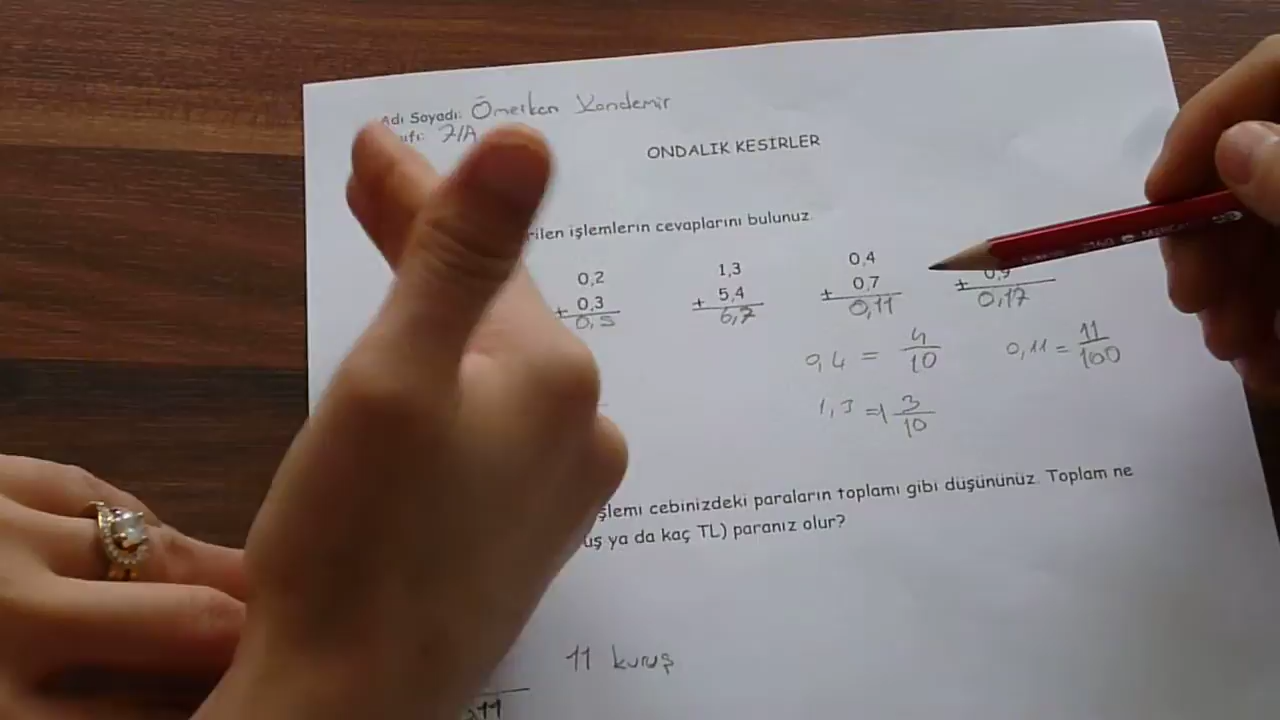 Adı Soyadı: Ömerkan Kandemir
7/A
ONDALIK KESİRLER
işlemlerin cevaplarını bulunuz.
0,2
+ 0,3
0,5
1,3
+ 5,4
6,7
0,4
+ 0,7
0,11
+ 0,9
0,17
0,4 = 4/10
0,11 = 11/100
1,3 = 1 3/10
cebinizdeki paraların toplamı gibi düşününüz. Toplam ne
ya da kaç TL) paranız olur?
11 kuruş